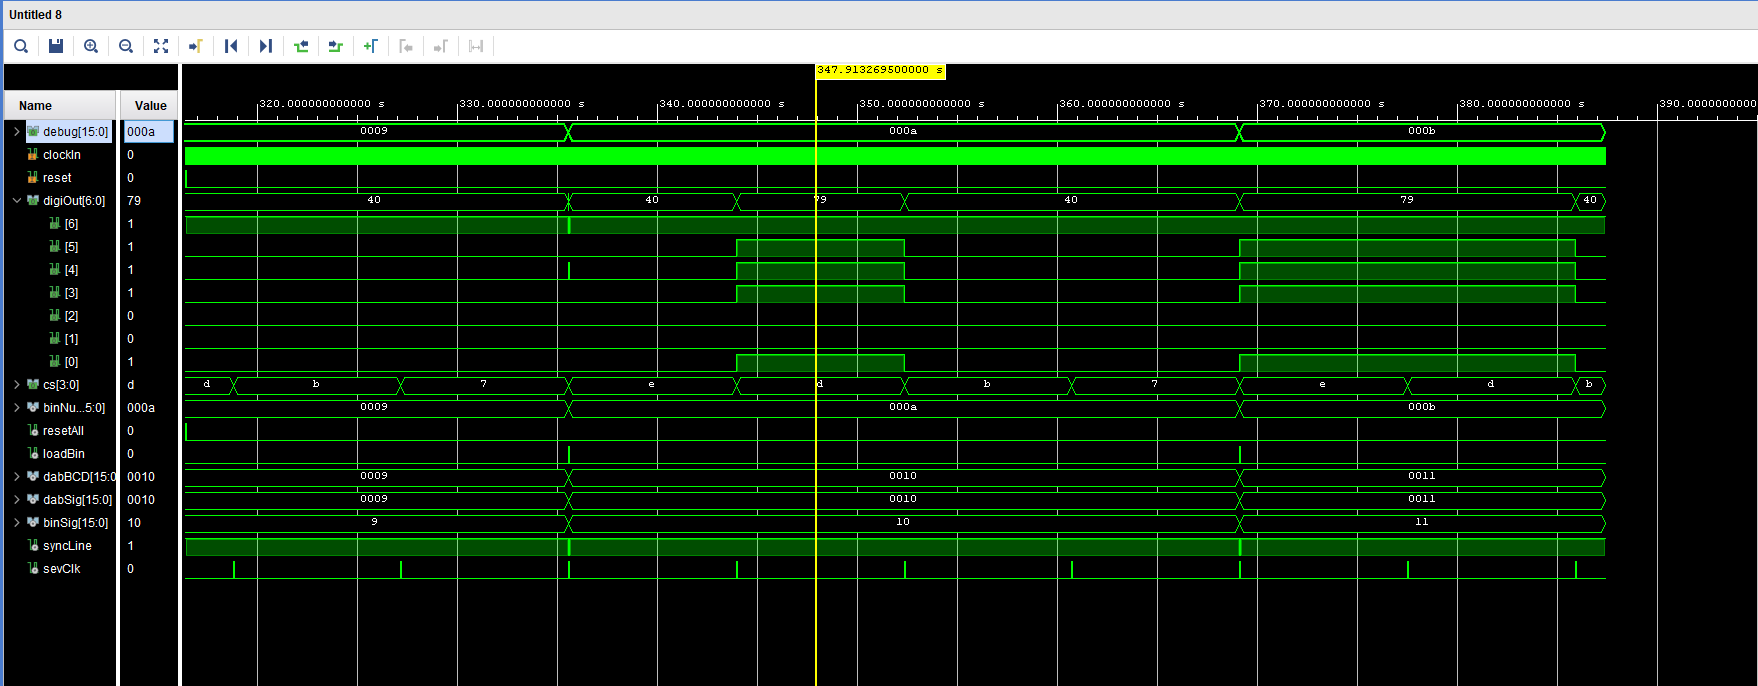 Untitled 8
347.913269500000 s
320.000000000000 s 330.000000000000 s 340.000000000000 s 350.000000000000 s 360.000000000000 s 370.000000000000 s 380.000000000000 s 390.0000000000
Name Value
debug[15:0] 000a 0009 000a 000b
clockIn 0
reset 0
digiOut[6:0] 79 40 40 79 40 79 40
[6] 1
[5] 1
[4] 1
[3] 1
[2] 0
[1] 0
[0] 1
cs[3:0] d d b 7 e d b 7 e d b
binNu...5:0] 000a 0009 000a 000b
resetAll 0
loadBin 0
dabBCD[15:0 0010 0009 0010 0011
dabSig[15:0] 0010 0009 0010 0011
binSig[15:0] 10 9 10 11
syncLine 1
sevClk 0